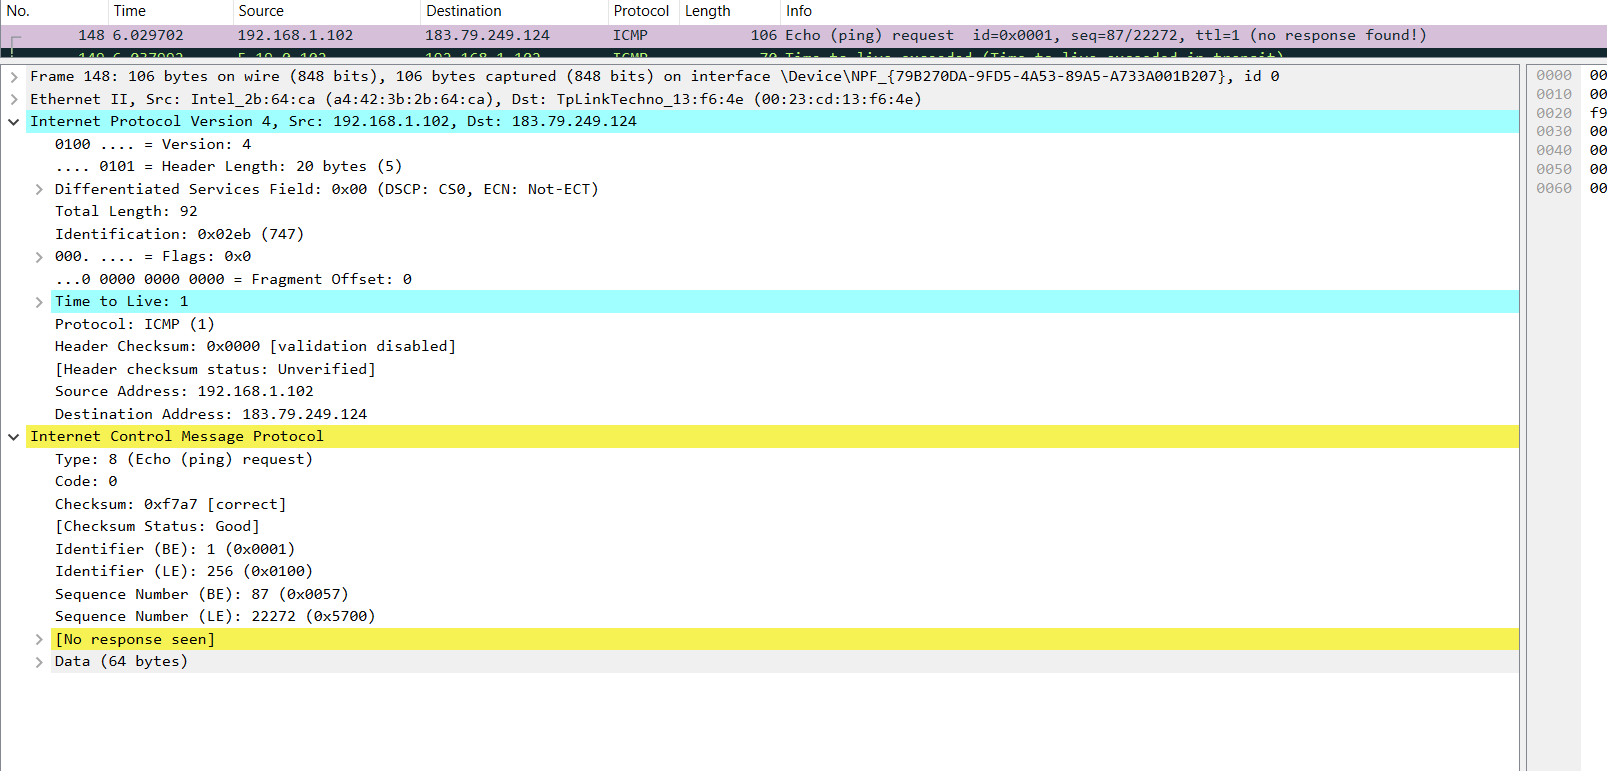 No. Time Source Destination Protocol Length Info
148 6.029702 192.168.1.102 183.79.249.124 ICMP 106 Echo (ping) request id=0x0001, seq=87/22272, ttl=1 (no response found!)
Frame 148: 106 bytes on wire (848 bits), 106 bytes captured (848 bits) on interface \Device\NPF_{79B270DA-9FD5-4A53-89A5-A733A001B207}, id 0
Ethernet II, Src: Intel_2b:64:ca (a4:42:3b:2b:64:ca), Dst: TpLinkTechno_13:f6:4e (00:23:cd:13:f6:4e)
Internet Protocol Version 4, Src: 192.168.1.102, Dst: 183.79.249.124
0100 .... = Version: 4
.... 0101 = Header Length: 20 bytes (5)
Differentiated Services Field: 0x00 (DSCP: CS0, ECN: Not-ECT)
Total Length: 92
Identification: 0x02eb (747)
000. .... = Flags: 0x0
...0 0000 0000 0000 = Fragment Offset: 0
Time to Live: 1
Protocol: ICMP (1)
Header Checksum: 0x0000 [validation disabled]
[Header checksum status: Unverified]
Source Address: 192.168.1.102
Destination Address: 183.79.249.124
Internet Control Message Protocol
Type: 8 (Echo (ping) request)
Code: 0
Checksum: 0xf7a7 [correct]
[Checksum Status: Good]
Identifier (BE): 1 (0x0001)
Identifier (LE): 256 (0x0100)
Sequence Number (BE): 87 (0x0057)
Sequence Number (LE): 22272 (0x5700)
[No response seen]
Data (64 bytes)
0000 00
0010 00
0020 f9
0030 00
0040 00
0050 00
0060 00